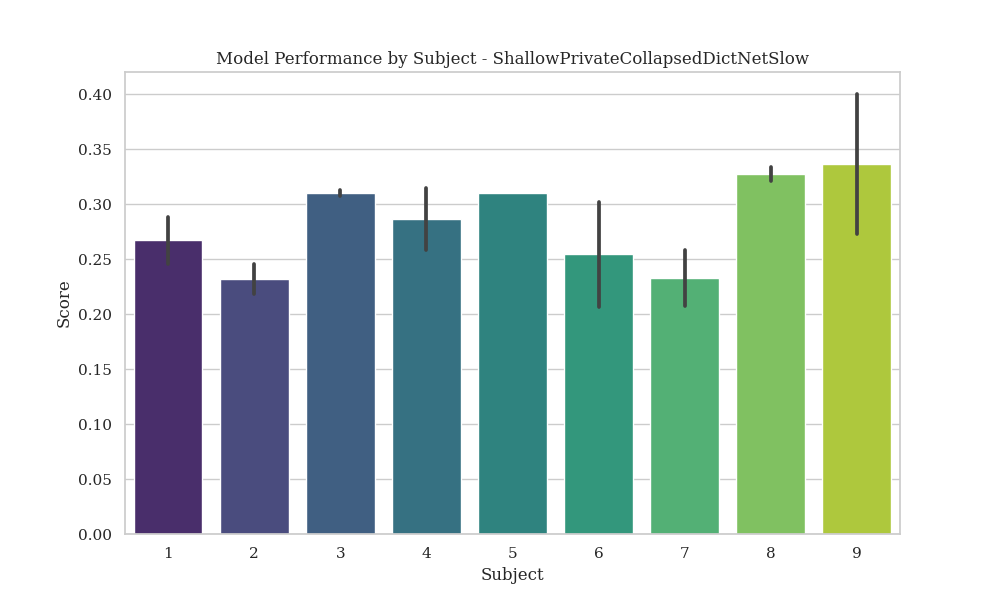 Model Performance by Subject - ShallowPrivateCollapsedDictNetSlow
0.40
0.35
0.30
0.25
0.20
0.15
0.10
0.05
0.00
Score
1 2 3 4 5 6 7 8 9
Subject